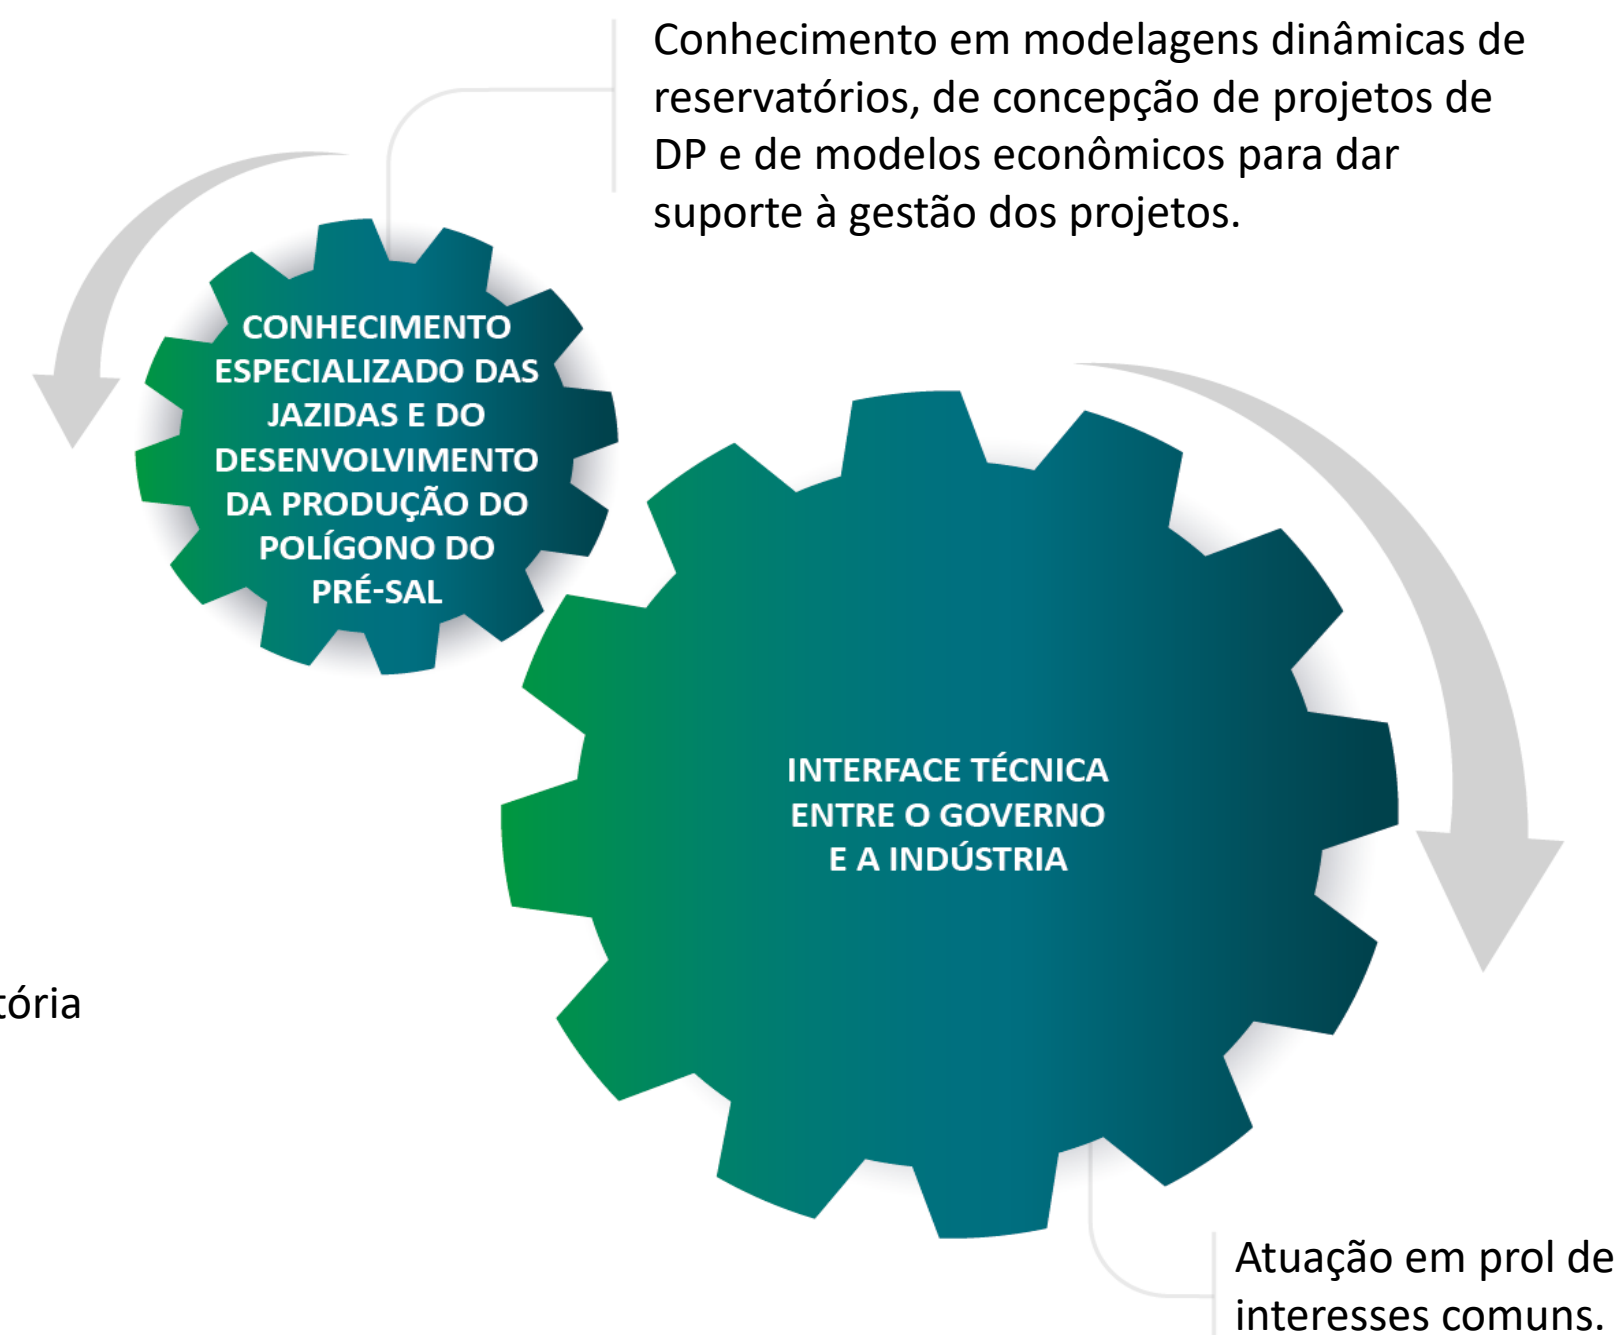 Conhecimento em modelagens dinâmicas de
reservatórios, de concepção de projetos de
DP e de modelos econômicos para dar
suporte à gestão dos projetos.
CONHECIMENTO
ESPECIALIZADO DAS
JAZIDAS E DO
DESENVOLVIMENTO
DA PRODUÇÃO DO
POLÍGONO DO
PRÉ-SAL
INTERFACE TÉCNICA
ENTRE O GOVERNO
E A INDÚSTRIA
tória
Atuação em prol de
interesses comuns.